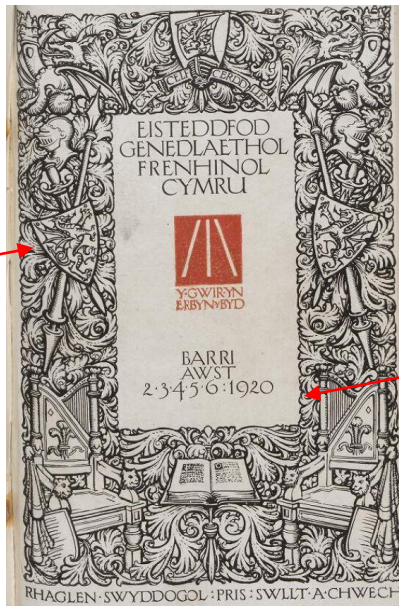 EISTEDDFOD
GENEDLAETHOL
FRENHINOL
CYMRU
Y·GWIR·YN
ERBYN·Y·BYD
BARRI
AWST
2·3·4·5·6·1920
RHAGLEN·SWYDDOGOL:PRIS:SWLLT·A·CHWECH